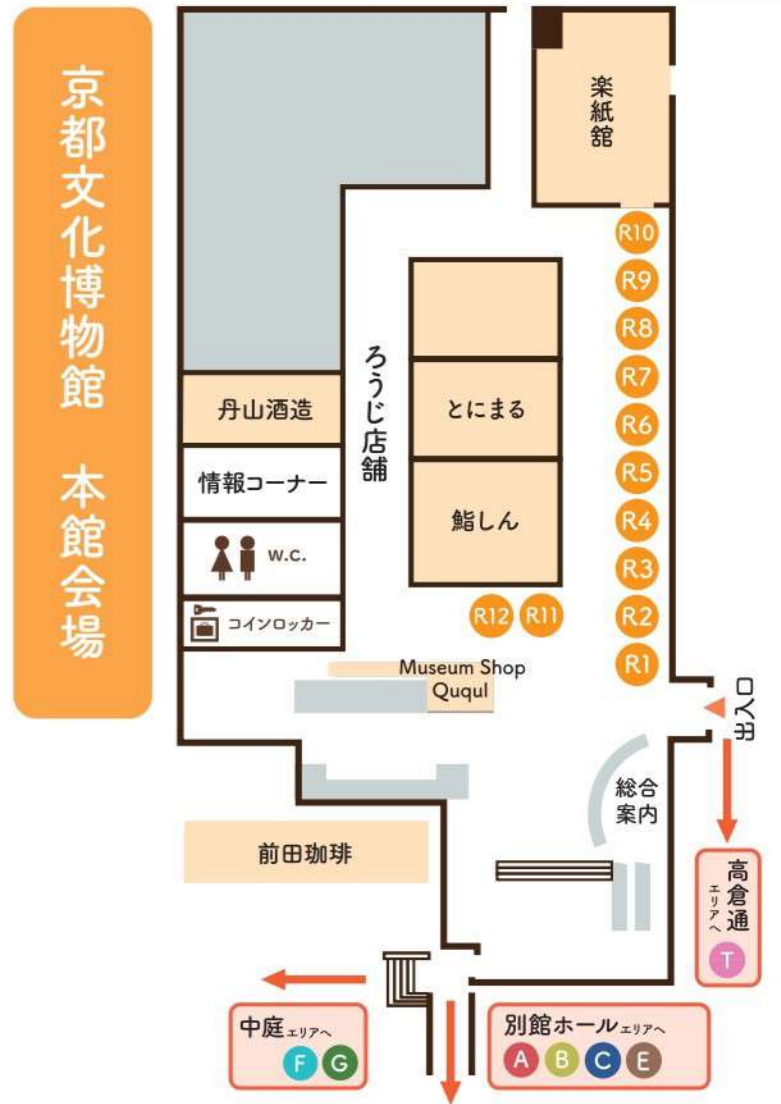 京都文化博物館 本館会場
楽紙舘
R10
R9
R8
R7
R6
R5
R4
R3
R2
R1
ろうじ店舗
とにまる
鮨しん
R12 R11
丹山酒造
情報コーナー
W.C.
コインロッカー
Museum Shop
Ququl
出入口
総合
案内
前田珈琲
高倉通
エリアへ
T
中庭エリアへ
F G
別館ホールエリアへ
A B C E